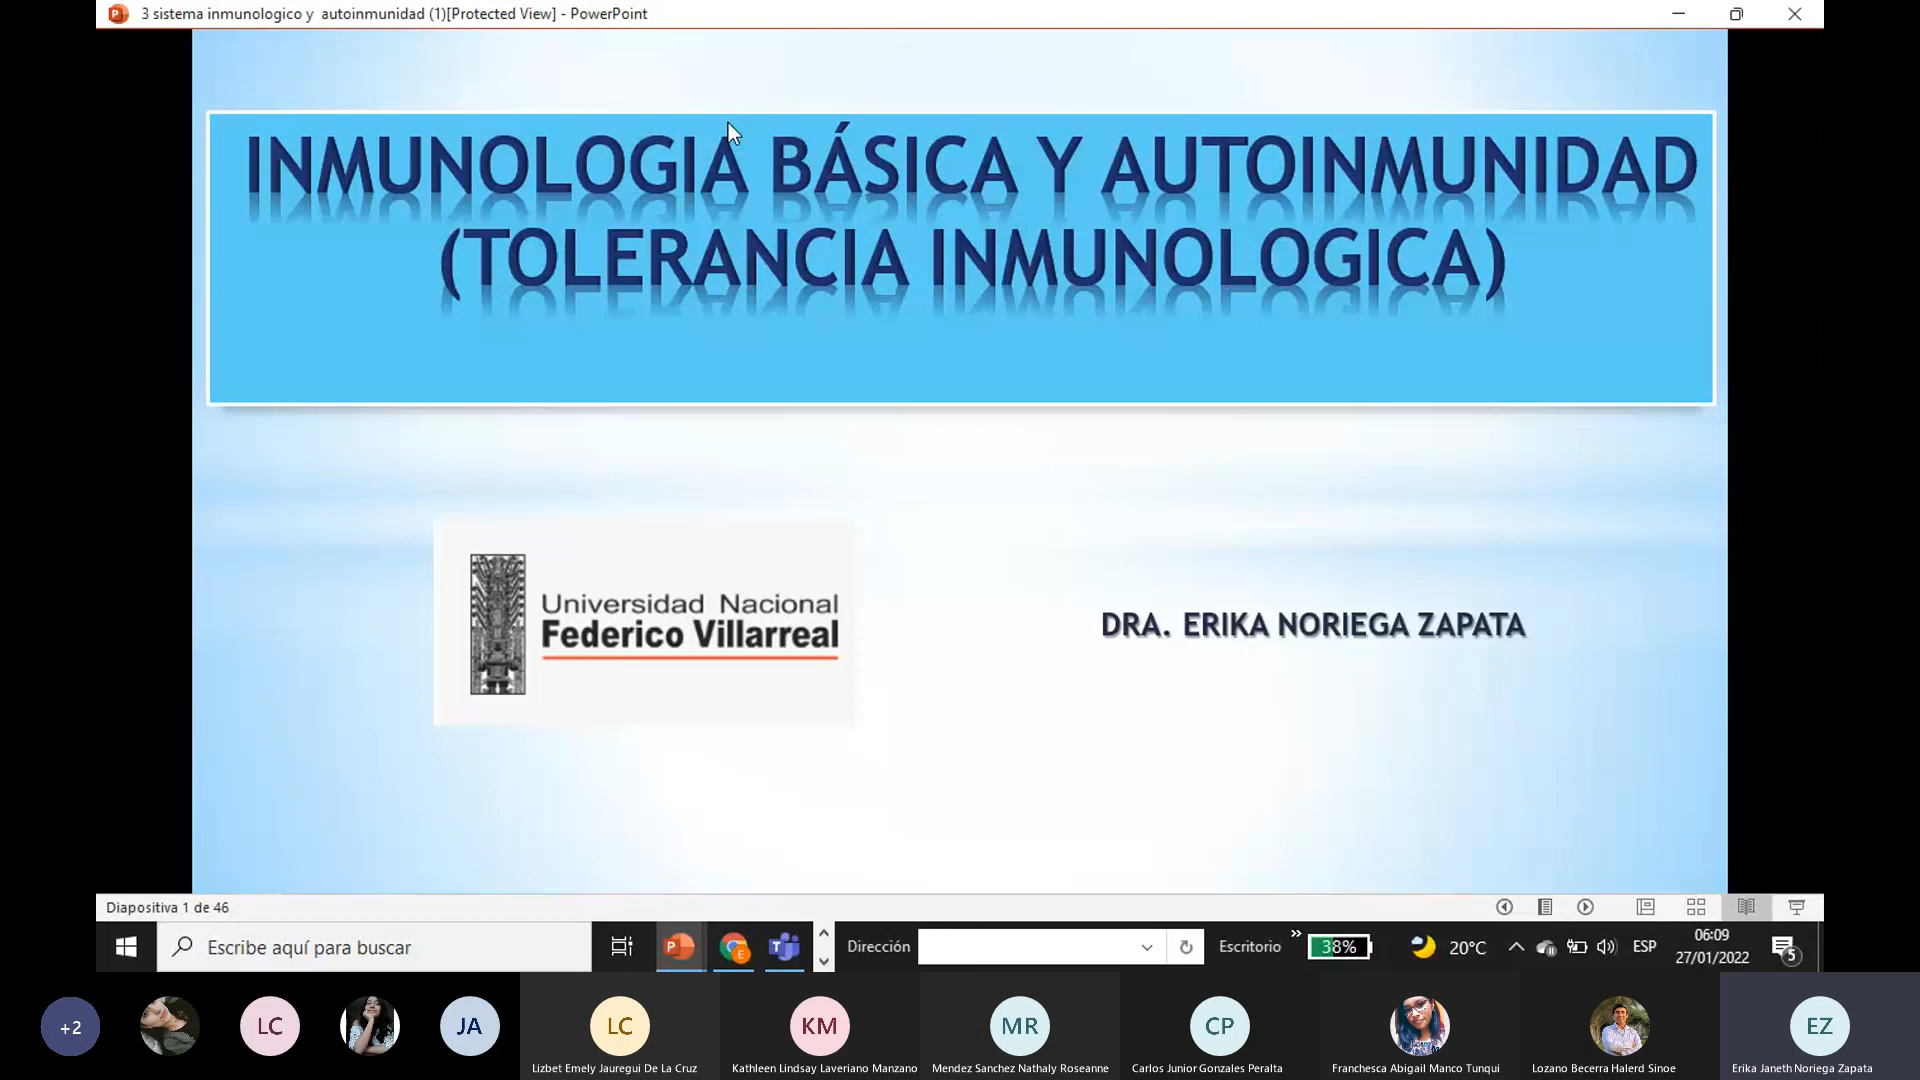 3 sistema inmunologico y  autoinmunidad (1)[Protected View] - PowerPoint
INMUNOLOGIA BÁSICA Y AUTOINMUNIDAD
(TOLERANCIA INMUNOLOGICA)
Universidad Nacional
Federico Villarreal
DRA. ERIKA NORIEGA ZAPATA
Diapositiva 1 de 46
Escribe aquí para buscar
Dirección
Escritorio
38%
20°C
ESP
06:09
27/01/2022
5
+2
LC
JA
LC
KM
MR
CP
EZ
Lizbet Emely Jauregui De La Cruz
Kathleen Lindsay Laveriano Manzano
Mendez Sanchez Nathaly Roseanne
Carlos Junior Gonzales Peralta
Franchesca Abigail Manco Tunqui
Lozano Becerra Halerd Sinoe
Erika Janeth Noriega Zapata